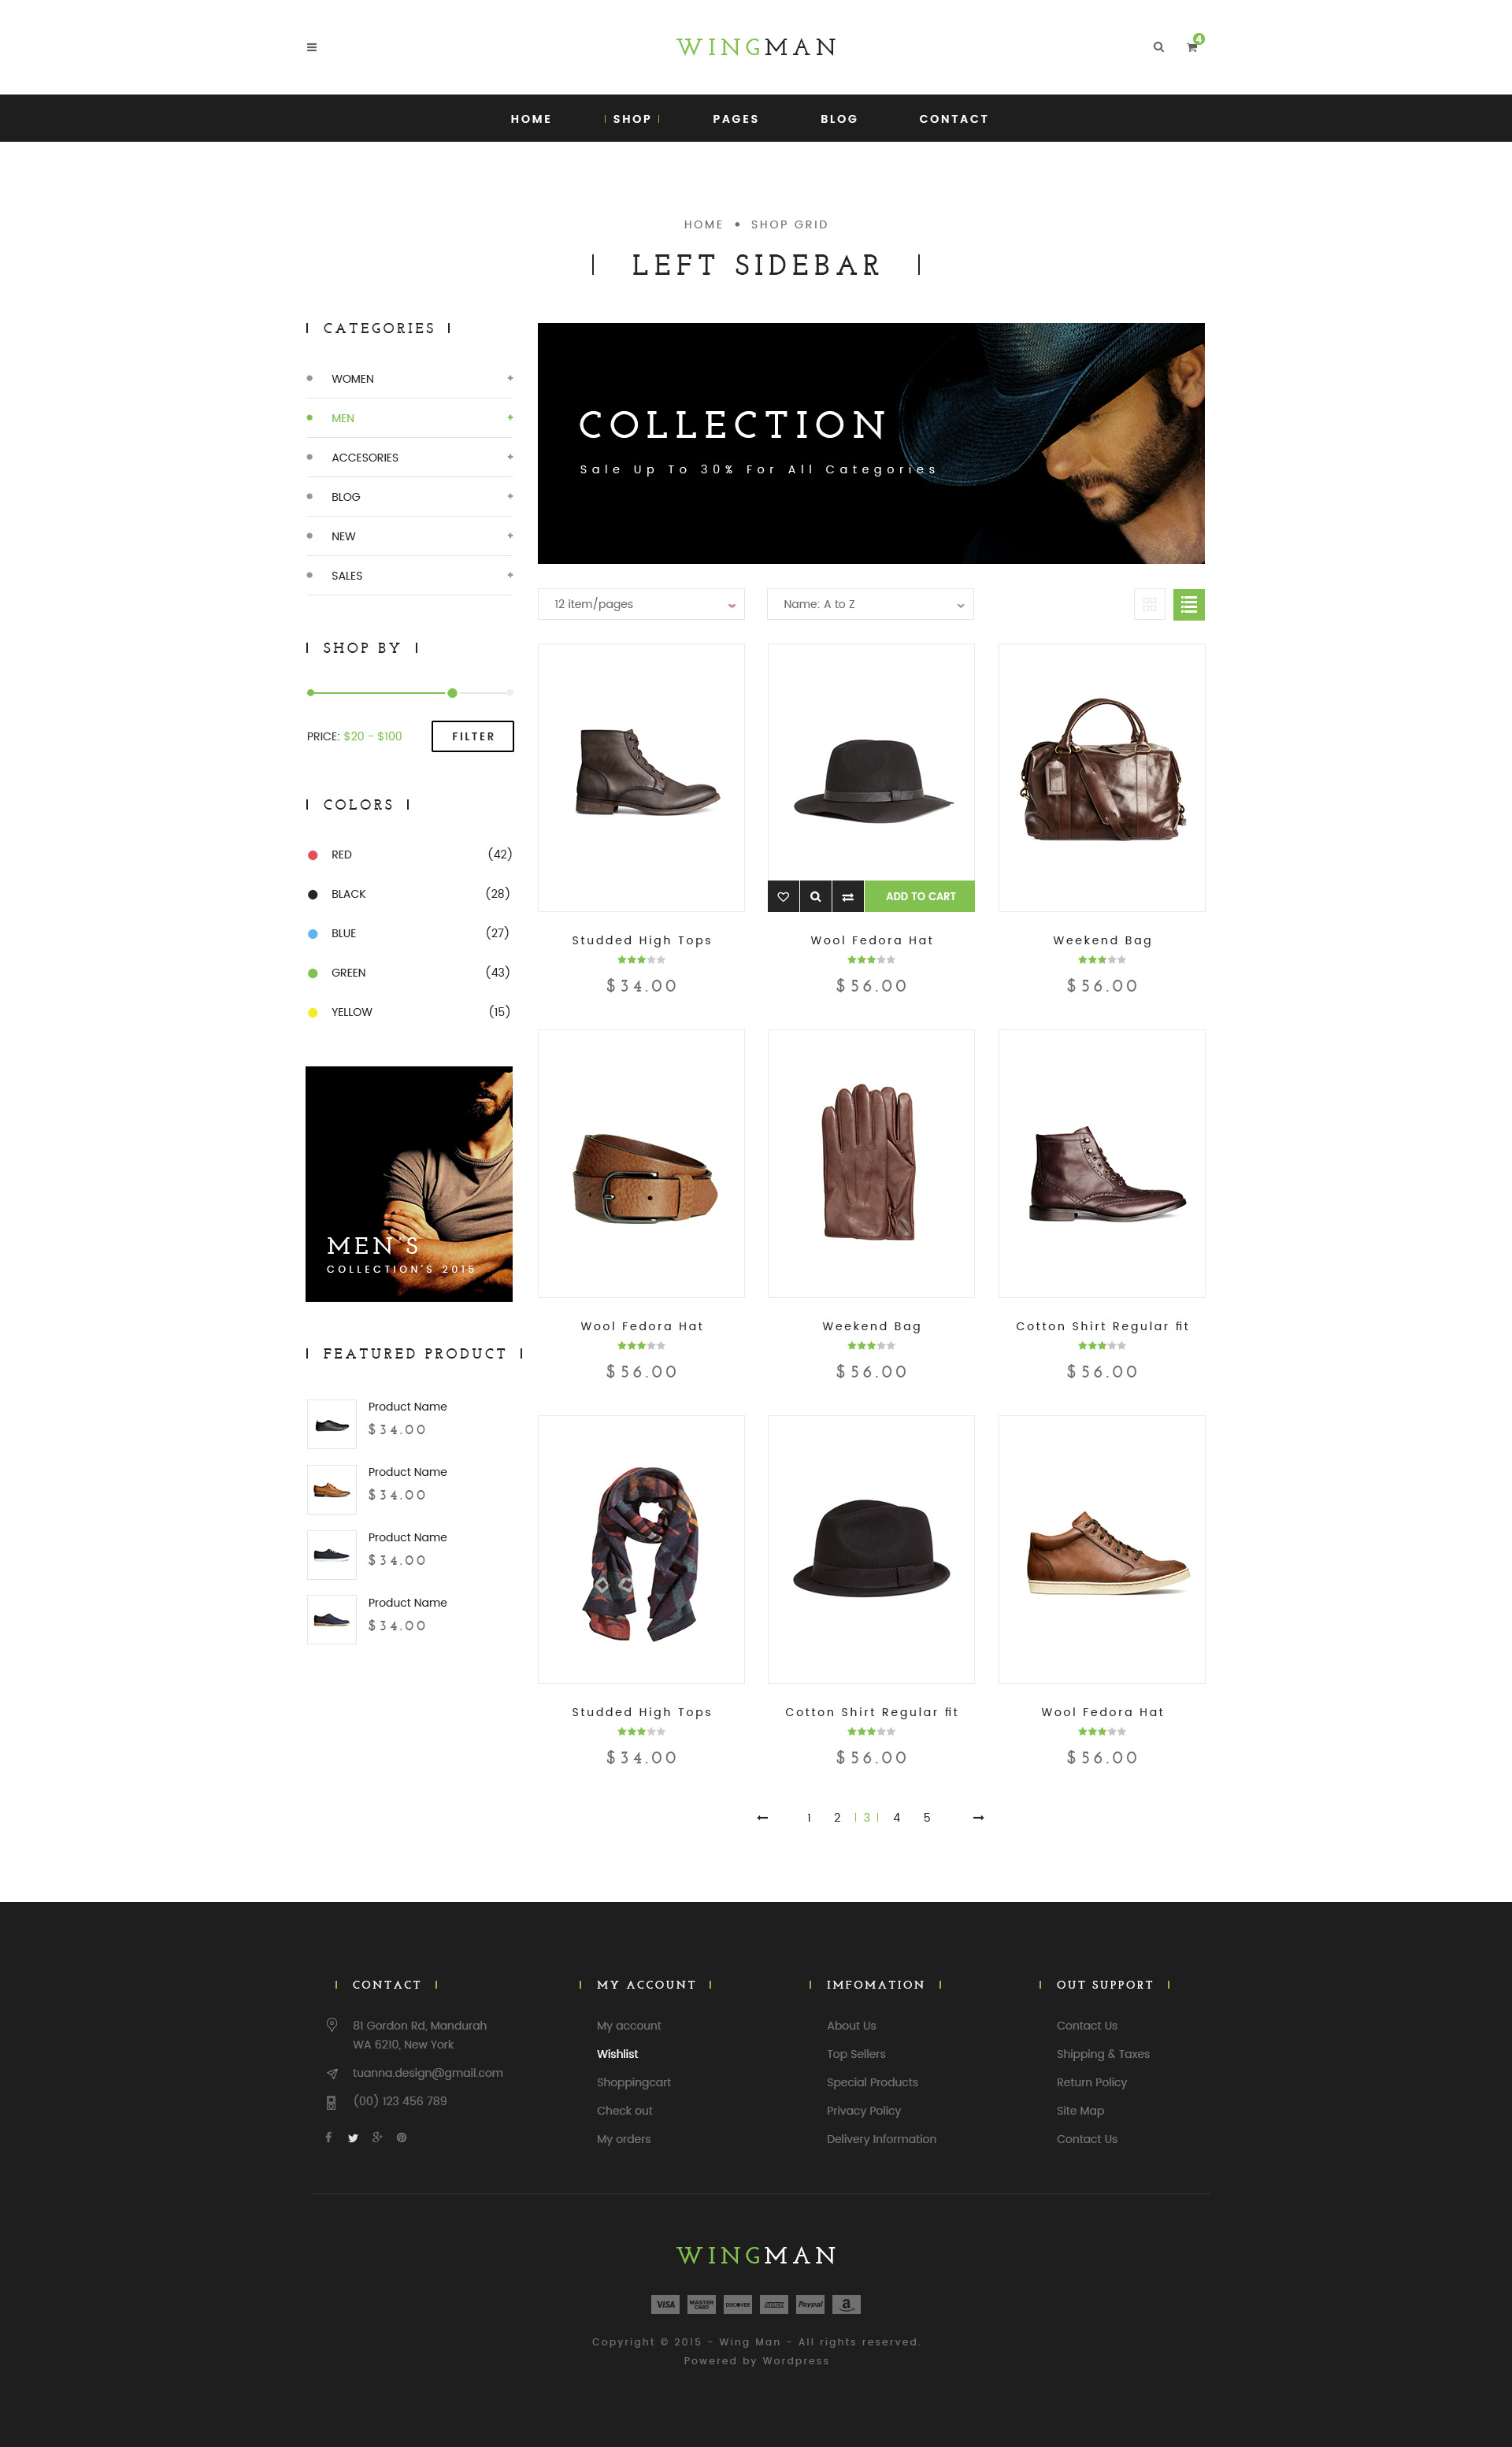 WINGMAN
4
HOME SHOP PAGES BLOG CONTACT
HOME • SHOP GRID
LEFT SIDEBAR
CATEGORIES
WOMEN +
MEN +
ACCESORIES +
BLOG +
NEW +
SALES +
SHOP BY
PRICE: $20 - $100
FILTER
COLORS
RED (42)
BLACK (28)
BLUE (27)
GREEN (43)
YELLOW (15)
MEN'S
COLLECTION'S 2015
FEATURED PRODUCT
Product Name
$34.00
Product Name
$34.00
Product Name
$34.00
Product Name
$34.00
COLLECTION
Sale Up To 30% For All Categories
12 item/pages
Name: A to Z
ADD TO CART
Studded High Tops
$34.00
Wool Fedora Hat
$56.00
Weekend Bag
$56.00
Wool Fedora Hat
$56.00
Weekend Bag
$56.00
Cotton Shirt Regular fit
$56.00
Studded High Tops
$34.00
Cotton Shirt Regular fit
$56.00
Wool Fedora Hat
$56.00
1 2 3 4 5
CONTACT
81 Gordon Rd, Mandurah
WA 6210, New York
tuanna.design@gmail.com
(00) 123 456 789
MY ACCOUNT
My account
Wishlist
Shoppingcart
Check out
My orders
IMFOMATION
About Us
Top Sellers
Special Products
Privacy Policy
Delivery Information
OUT SUPPORT
Contact Us
Shipping & Taxes
Return Policy
Site Map
Contact Us
WINGMAN
VISA
MASTER
CARD
DISCOVER
AMEX
Paypal
a
Copyright © 2015 - Wing Man - All rights reserved.
Powered by Wordpress